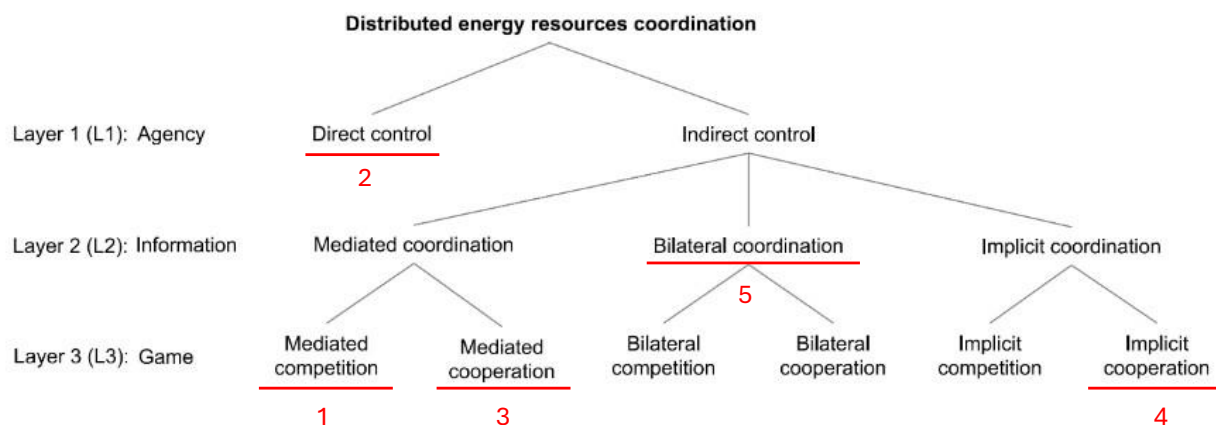 Distributed energy resources coordination
Layer 1 (L1): Agency
Direct control
Indirect control
2
Layer 2 (L2): Information
Mediated coordination
Bilateral coordination
Implicit coordination
5
Layer 3 (L3): Game
Mediated
competition
Mediated
cooperation
Bilateral
competition
Bilateral
cooperation
Implicit
competition
Implicit
cooperation
1
3
4